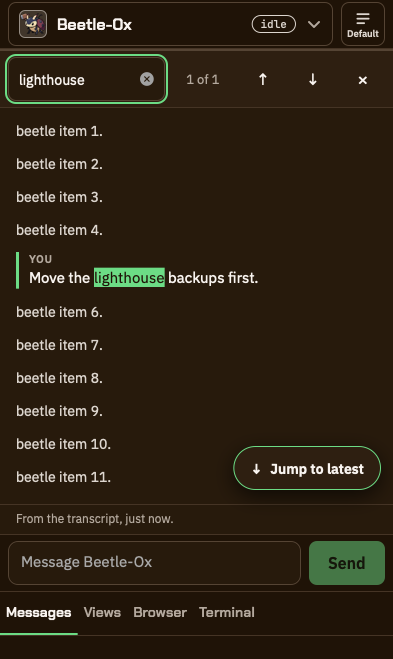 Beetle-Ox
idle
Default
lighthouse
1 of 1
beetle item 1.
beetle item 2.
beetle item 3.
beetle item 4.
YOU
Move the lighthouse backups first.
beetle item 6.
beetle item 7.
beetle item 8.
beetle item 9.
beetle item 10.
beetle item 11.
↓ Jump to latest
From the transcript, just now.
Message Beetle-Ox
Send
Messages Views Browser Terminal